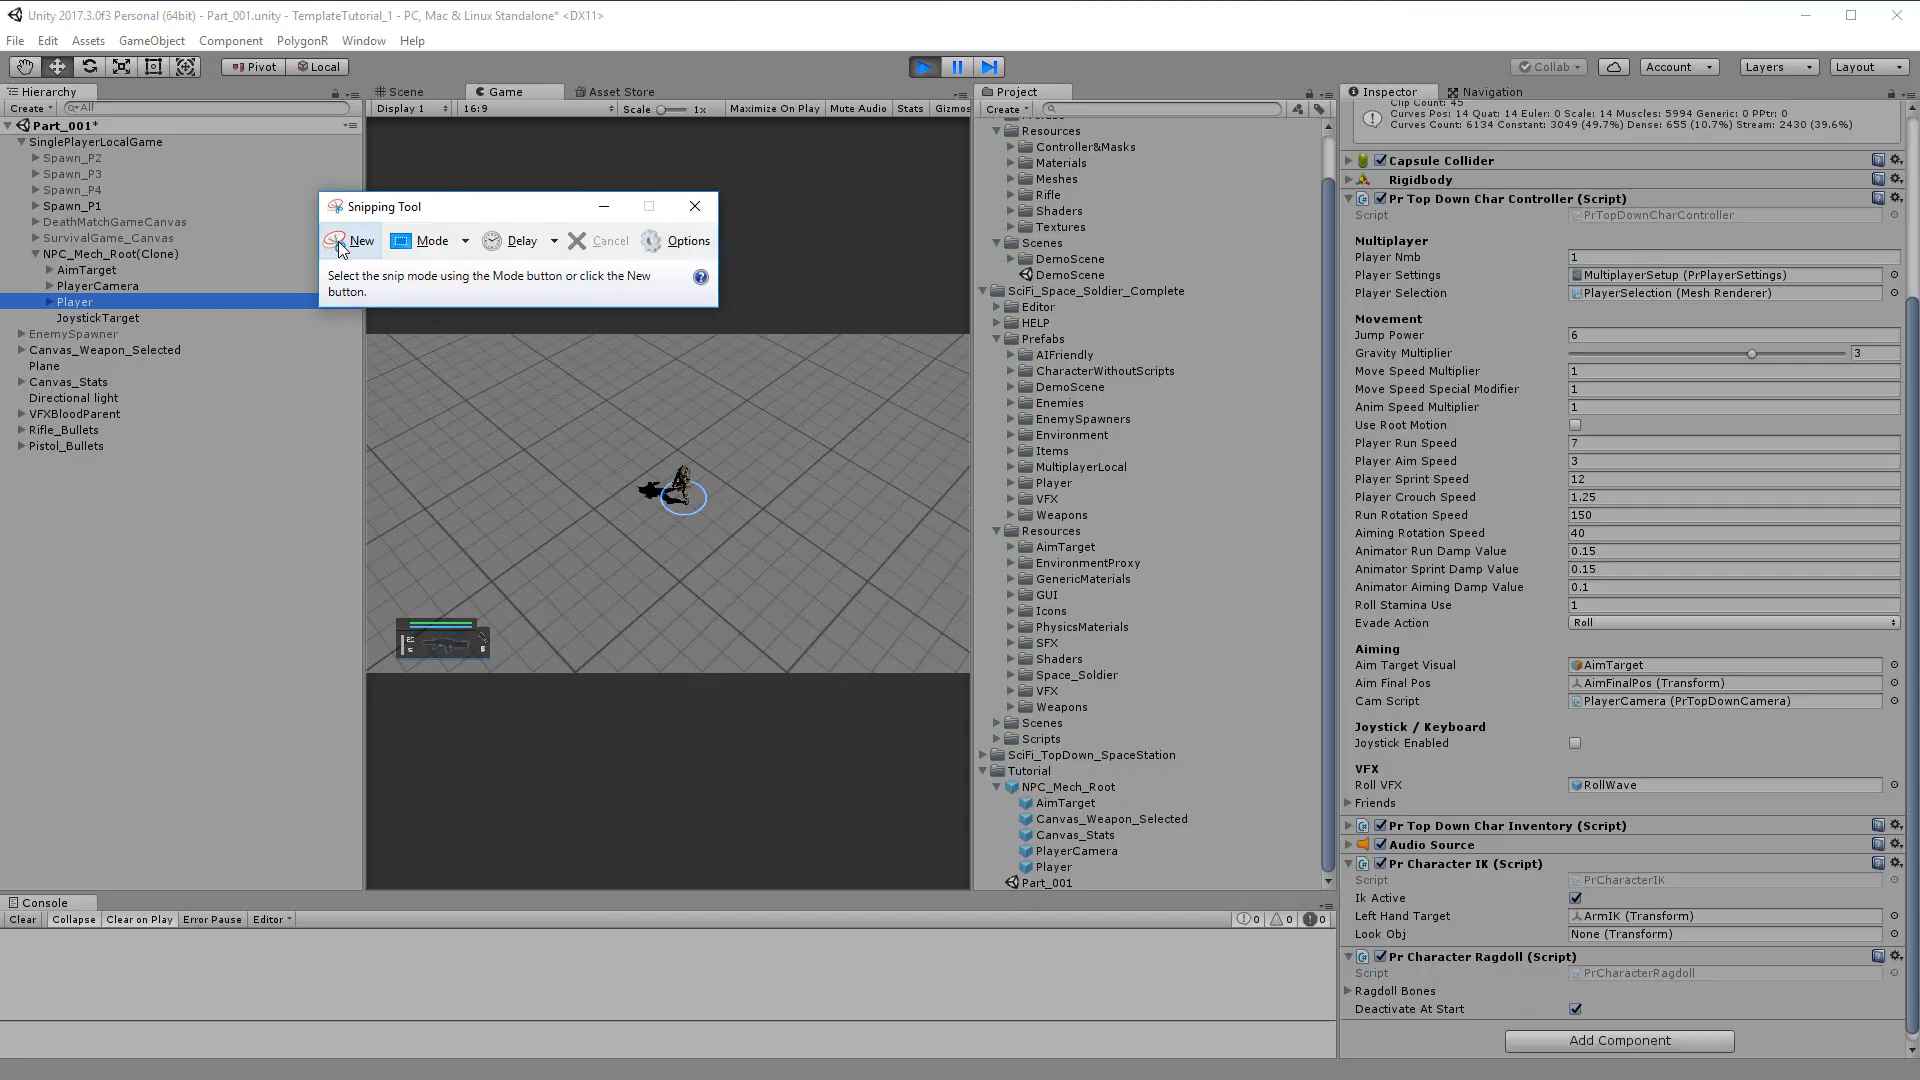 Unity 2017.3.0f3 Personal (64bit) - Part_001.unity - TemplateTutorial_1 - PC, Mac & Linux Standalone* <DX11>
File Edit Assets GameObject Component PolygonR Window Help
Pivot Local Collab Account Layers Layout
Hierarchy
Create All
Part_001*
SinglePlayerLocalGame
Spawn_P2
Spawn_P3
Spawn_P4
Spawn_P1
DeathMatchGameCanvas
SurvivalGame_Canvas
NPC_Mech_Root(Clone)
AimTarget
PlayerCamera
Player
JoystickTarget
EnemySpawner
Canvas_Weapon_Selected
Plane
Canvas_Stats
Directional light
VFXBloodParent
Rifle_Bullets
Pistol_Bullets
Scene Game Asset Store
Display 1 16:9 Scale 1x Maximize On Play Mute Audio Stats Gizmos
Snipping Tool
New Mode Delay Cancel Options
Select the snip mode using the Mode button or click the New
button.
Project
Create
Resources
Controller&Masks
Materials
Meshes
Rifle
Shaders
Textures
Scenes
DemoScene
DemoScene
SciFi_Space_Soldier_Complete
Editor
HELP
Prefabs
AIFriendly
CharacterWithoutScripts
DemoScene
Enemies
EnemySpawners
Environment
Items
MultiplayerLocal
Player
VFX
Weapons
Resources
AimTarget
EnvironmentProxy
GenericMaterials
GUI
Icons
PhysicsMaterials
SFX
Shaders
Space_Soldier
VFX
Weapons
Scenes
Scripts
SciFi_TopDown_SpaceStation
Tutorial
NPC_Mech_Root
AimTarget
Canvas_Weapon_Selected
Canvas_Stats
PlayerCamera
Player
Part_001
Inspector Navigation
Clip Count: 45
Curves Pos: 14 Quat: 14 Euler: 0 Scale: 14 Muscles: 5994 Generic: 0 PPtr: 0
Curves Count: 6134 Constant: 3049 (49.7%) Dense: 655 (10.7%) Stream: 2430 (39.6%)
Capsule Collider
Rigidbody
Pr Top Down Char Controller (Script)
Script PrTopDownCharController
Multiplayer
Player Nmb 1
Player Settings MultiplayerSetup (PrPlayerSettings)
Player Selection PlayerSelection (Mesh Renderer)
Movement
Jump Power 6
Gravity Multiplier 3
Move Speed Multiplier 1
Move Speed Special Modifier 1
Anim Speed Multiplier 1
Use Root Motion
Player Run Speed 7
Player Aim Speed 3
Player Sprint Speed 12
Player Crouch Speed 1.25
Run Rotation Speed 150
Aiming Rotation Speed 40
Animator Run Damp Value 0.15
Animator Sprint Damp Value 0.15
Animator Aiming Damp Value 0.1
Roll Stamina Use 1
Evade Action Roll
Aiming
Aim Target Visual AimTarget
Aim Final Pos AimFinalPos (Transform)
Cam Script PlayerCamera (PrTopDownCamera)
Joystick / Keyboard
Joystick Enabled
VFX
Roll VFX RollWave
Friends
Pr Top Down Char Inventory (Script)
Audio Source
Pr Character IK (Script)
Script PrCharacterIK
Ik Active
Left Hand Target ArmIK (Transform)
Look Obj None (Transform)
Pr Character Ragdoll (Script)
Script PrCharacterRagdoll
Ragdoll Bones
Deactivate At Start
Add Component
Console
Clear Collapse Clear on Play Error Pause Editor 0 0 0